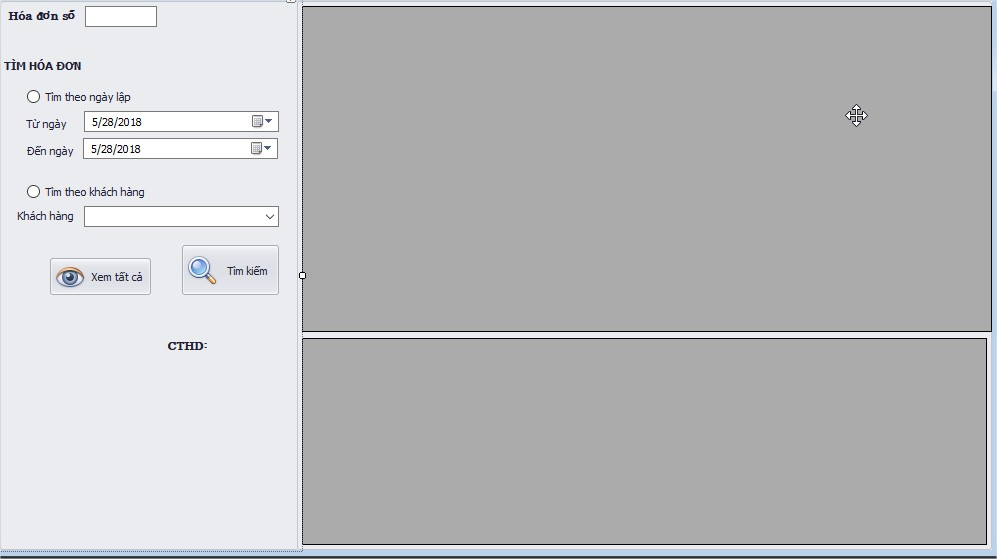 Hóa đơn số
TÌM HÓA ĐƠN
Tìm theo ngày lập
Từ ngày 5/28/2018
Đến ngày 5/28/2018
Tìm theo khách hàng
Khách hàng
Xem tất cả
Tìm kiếm
CTHD: